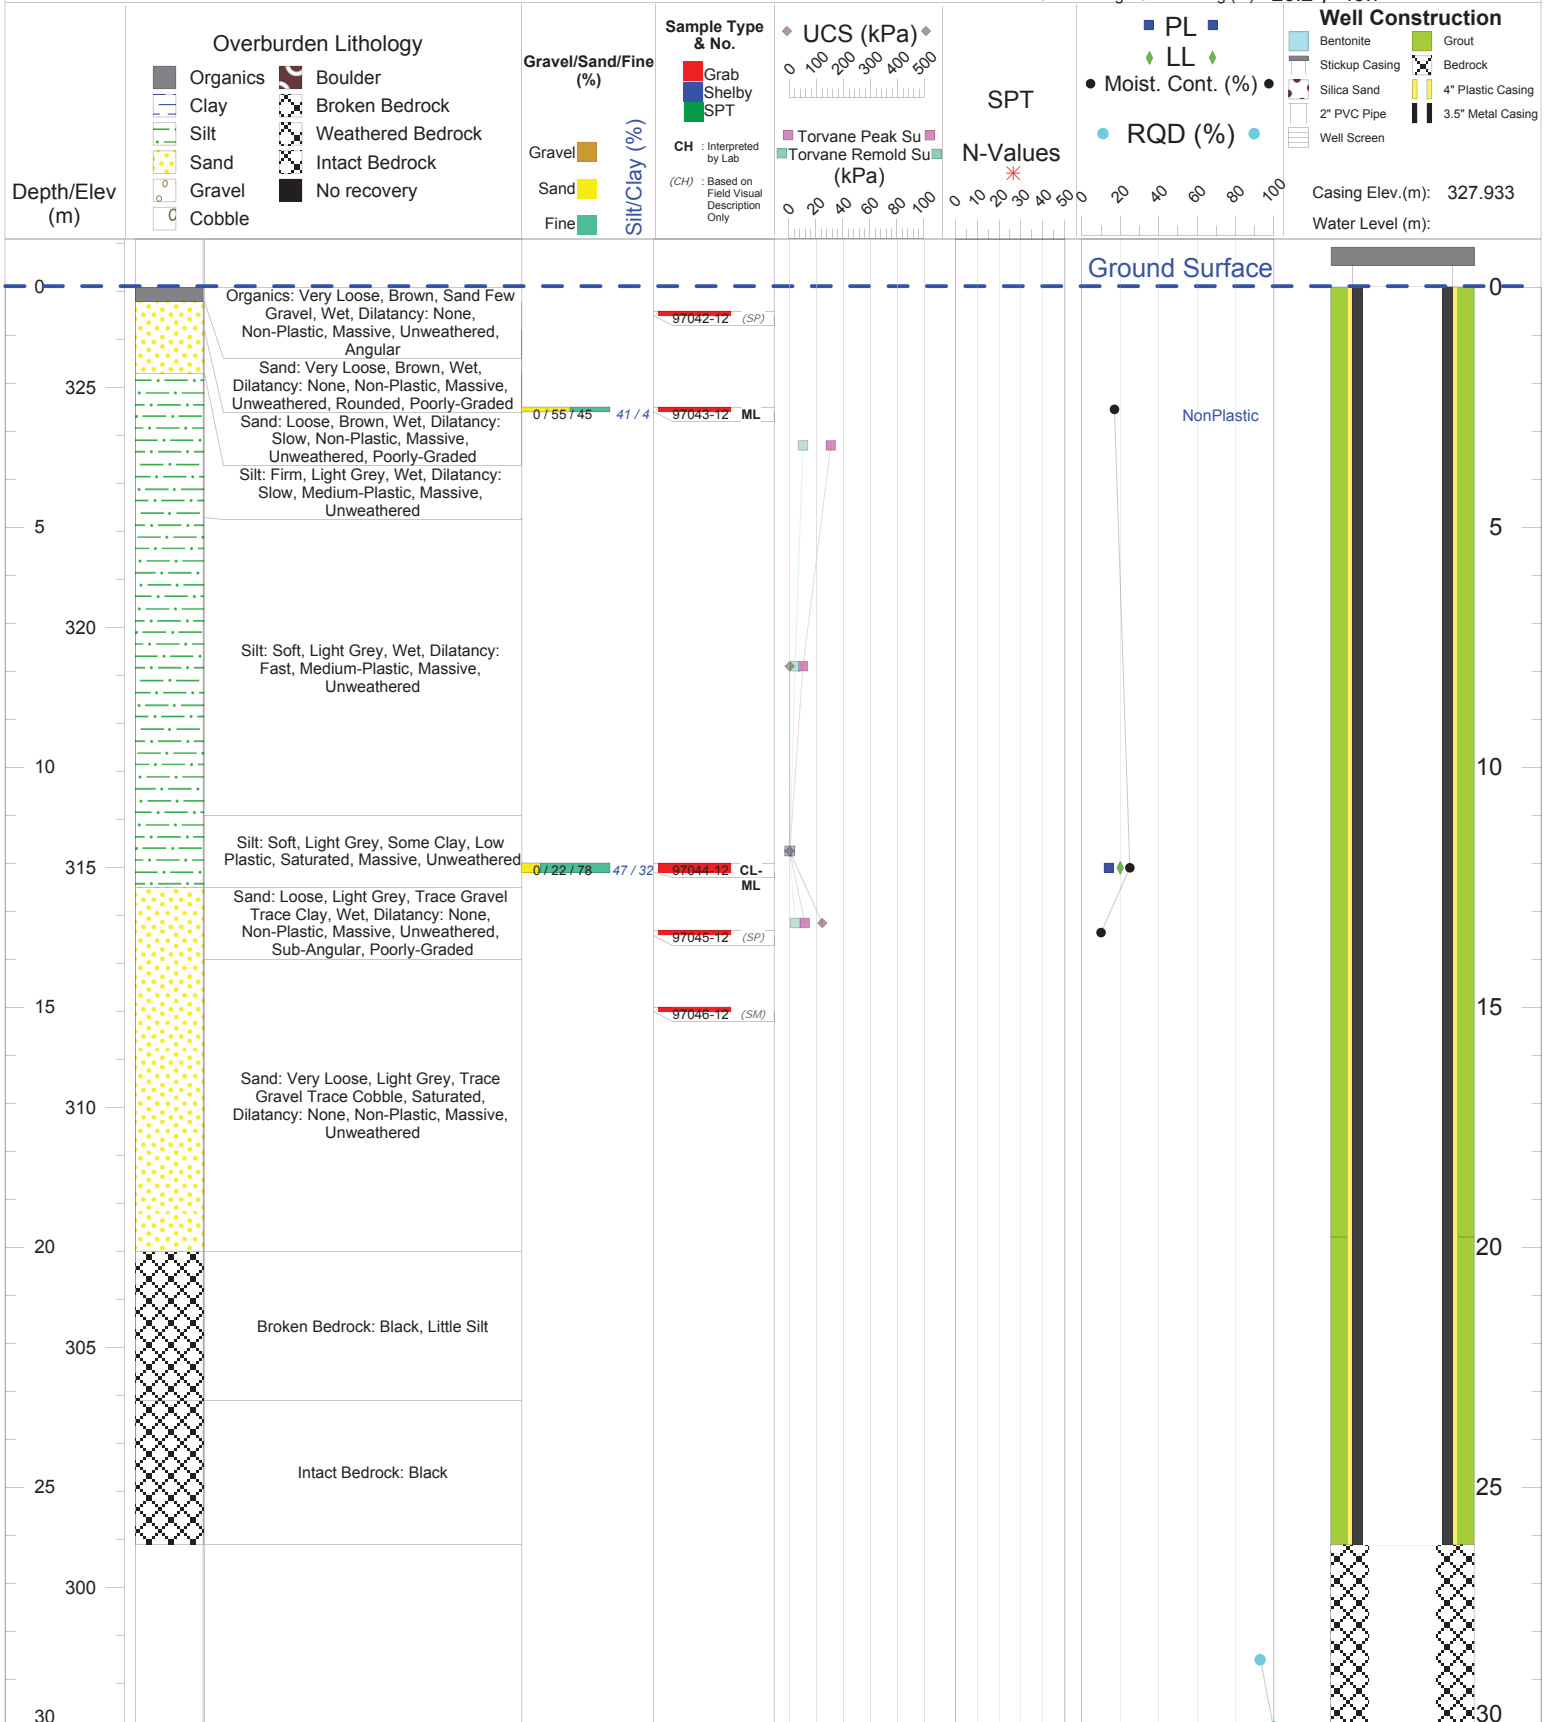 Overburden Lithology
Organics
Boulder
Clay
Broken Bedrock
Silt
Weathered Bedrock
Sand
Intact Bedrock
Gravel
No recovery
Cobble
Depth/Elev
(m)
Gravel/Sand/Fine
(%)
Gravel
Sand
Fine
Silt/Clay (%)
Sample Type
& No.
Grab
Shelby
SPT
CH : Interpreted
by Lab
(CH) : Based on
Field Visual
Description
Only
UCS (kPa)
0 100 200 300 400 500
Torvane Peak Su
Torvane Remold Su
(kPa)
0 20 40 60 80 100
SPT
N-Values
0 10 20 30 40 50
PL
LL
Moist. Cont. (%)
RQD (%)
0 20 40 60 80 100
Well Construction
Bentonite
Grout
Stickup Casing
Bedrock
Silica Sand
4" Plastic Casing
2" PVC Pipe
3.5" Metal Casing
Well Screen
Casing Elev.(m): 327.933
Water Level (m):
Ground Surface
0
0
Organics: Very Loose, Brown, Sand Few
Gravel, Wet, Dilatancy: None,
Non-Plastic, Massive, Unweathered,
Angular
97042-12 (SP)
Sand: Very Loose, Brown, Wet,
Dilatancy: None, Non-Plastic, Massive,
Unweathered, Rounded, Poorly-Graded
325
0 / 55 / 45 41 / 4 97043-12 ML
NonPlastic
Sand: Loose, Brown, Wet, Dilatancy:
Slow, Non-Plastic, Massive,
Unweathered, Poorly-Graded
Silt: Firm, Light Grey, Wet, Dilatancy:
Slow, Medium-Plastic, Massive,
Unweathered
5
5
320
Silt: Soft, Light Grey, Wet, Dilatancy:
Fast, Medium-Plastic, Massive,
Unweathered
10
10
Silt: Soft, Light Grey, Some Clay, Low
Plastic, Saturated, Massive, Unweathered
315
0 / 22 / 78 47 / 32 97044-12 CL-
ML
Sand: Loose, Light Grey, Trace Gravel
Trace Clay, Wet, Dilatancy: None,
Non-Plastic, Massive, Unweathered,
Sub-Angular, Poorly-Graded
97045-12 (SP)
15
15
97046-12 (SM)
Sand: Very Loose, Light Grey, Trace
Gravel Trace Cobble, Saturated,
Dilatancy: None, Non-Plastic, Massive,
Unweathered
310
20
20
Broken Bedrock: Black, Little Silt
305
Intact Bedrock: Black
25
25
300
30
30